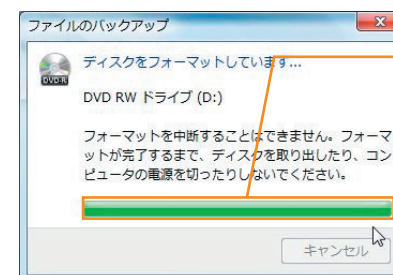 ファイルのバックアップ
ディスクをフォーマットしています...
DVD-R
DVD RW ドライブ (D:)
フォーマットを中断することはできません。フォーマ
ットが完了するまで、ディスクを取り出したり、コン
ピュータの電源を切ったりしないでください。
キャンセル